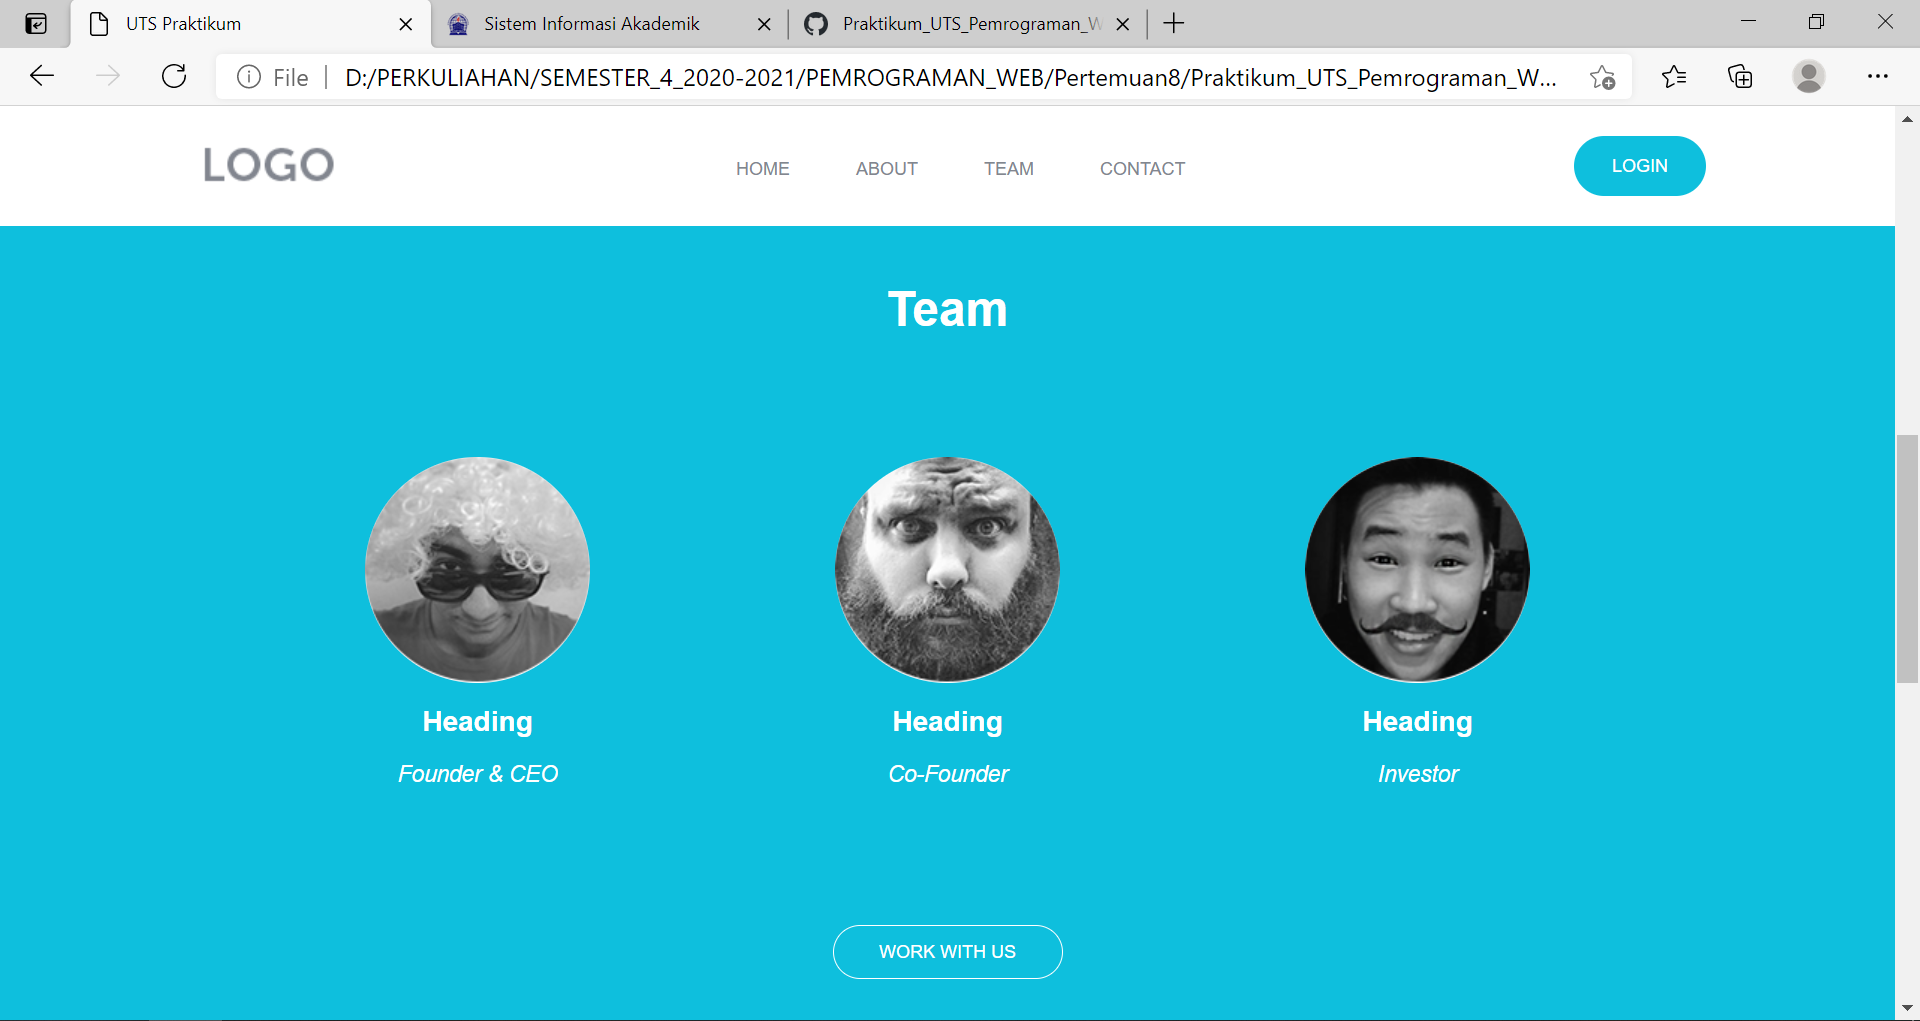 UTS Praktikum
Sistem Informasi Akademik
Praktikum_UTS_Pemrograman_W
File
D:/PERKULIAHAN/SEMESTER_4_2020-2021/PEMROGRAMAN_WEB/Pertemuan8/Praktikum_UTS_Pemrograman_W...
LOGO
HOME
ABOUT
TEAM
CONTACT
LOGIN
Team
Heading
Heading
Heading
Founder & CEO
Co-Founder
Investor
WORK WITH US